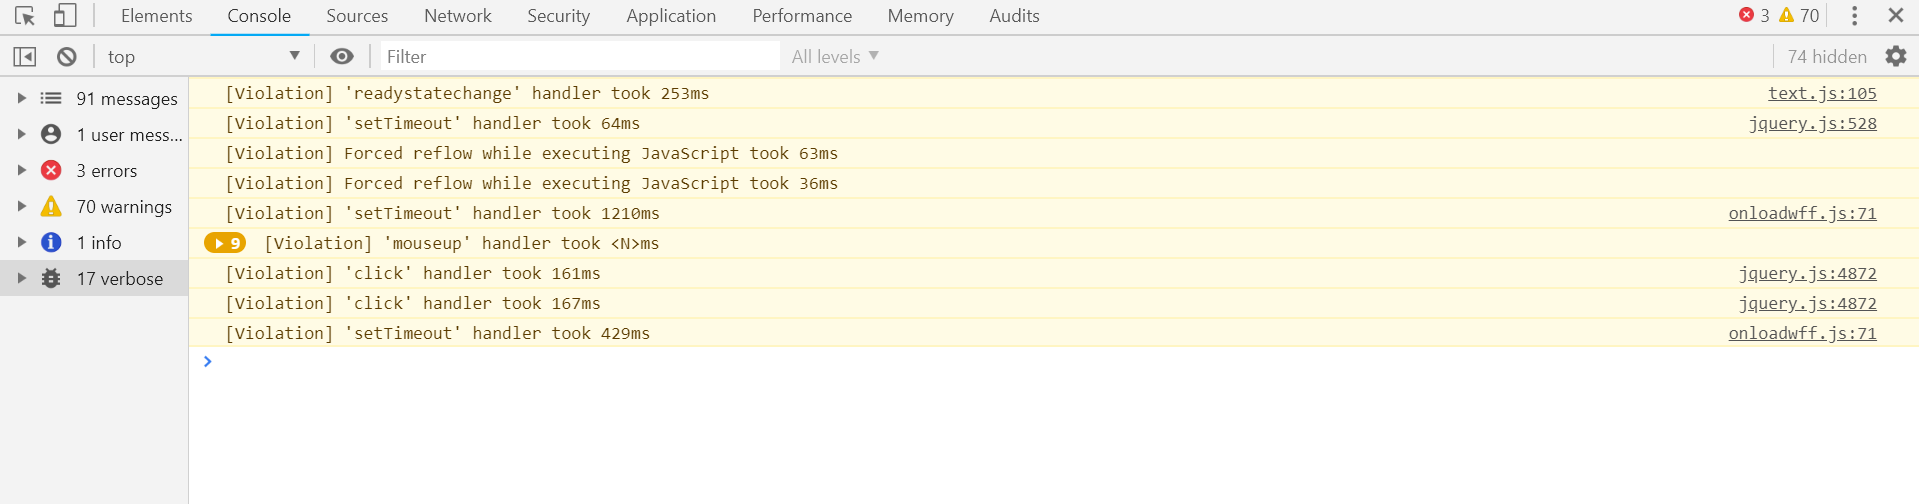 Elements Console Sources Network Security Application Performance Memory Audits 3 70
top Filter All levels 74 hidden
91 messages
1 user mess...
3 errors
70 warnings
1 info
17 verbose
[Violation] 'readystatechange' handler took 253ms text.js:105
[Violation] 'setTimeout' handler took 64ms jquery.js:528
[Violation] Forced reflow while executing JavaScript took 63ms
[Violation] Forced reflow while executing JavaScript took 36ms
[Violation] 'setTimeout' handler took 1210ms onloadwff.js:71
9 [Violation] 'mouseup' handler took <N>ms
[Violation] 'click' handler took 161ms jquery.js:4872
[Violation] 'click' handler took 167ms jquery.js:4872
[Violation] 'setTimeout' handler took 429ms onloadwff.js:71